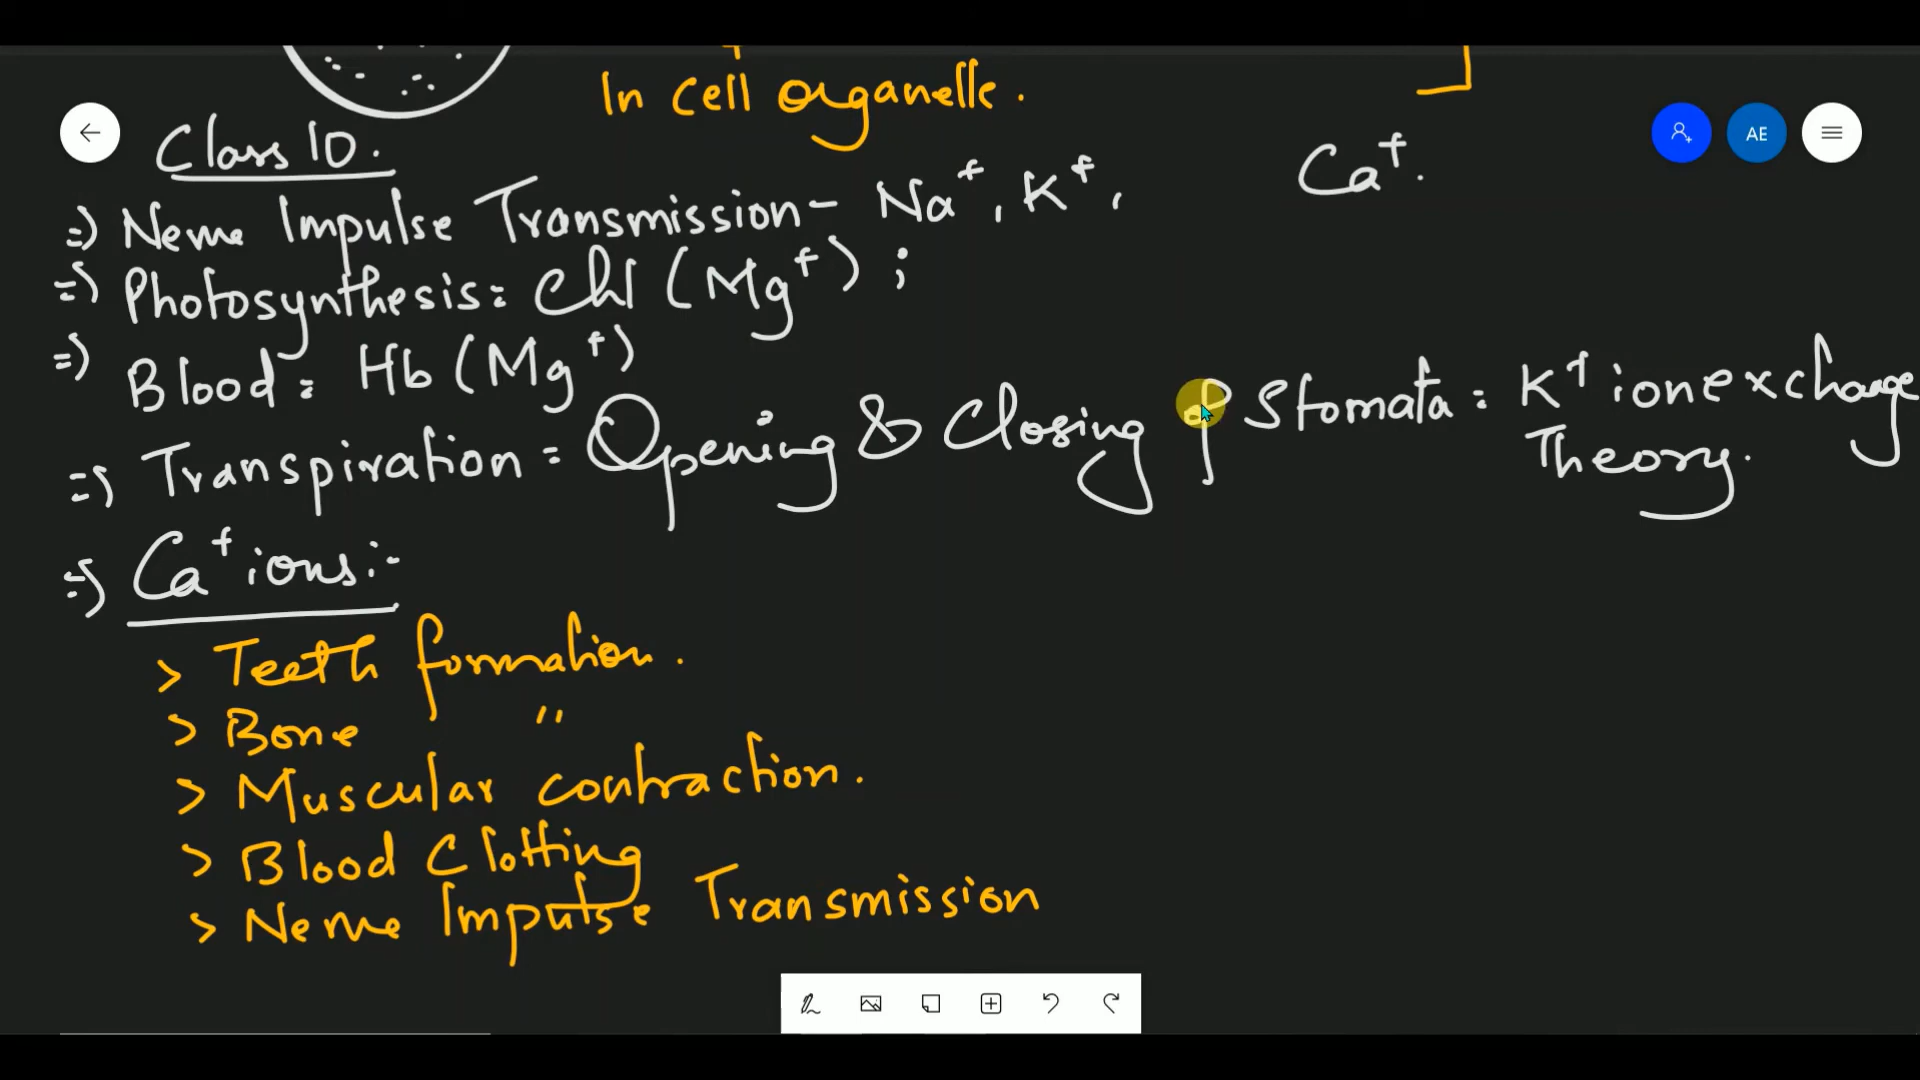 In cell organelle.
Class 10.
Ca⁺.
=) Nerve Impulse Transmission - Na⁺, K⁺,
=) Photosynthesis = Chl (Mg⁺) ;
=) Blood = Hb (Mg⁺)
=) Transpiration = Opening & Closing of Stomata = K⁺ ion exchange
Theory.
=) Ca⁺ ions :-
> Teeth formation.
> Bone "
> Muscular contraction.
> Blood Clotting
> Nerve Impulse Transmission
AE